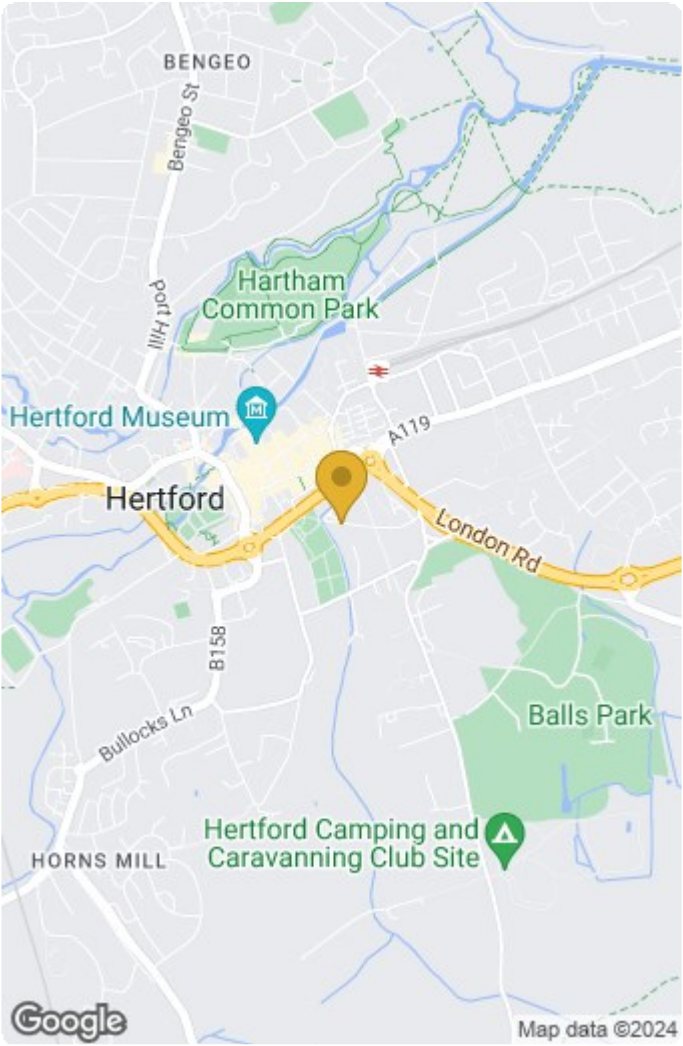 BENGEO
Bengeo St
Port Hill
Hartham
Common Park
Hertford Museum
M
A119
Hertford
London Rd
B158
Bullocks Ln
Balls Park
Hertford Camping and
Caravanning Club Site
HORNS MILL
Google
Map data ©2024